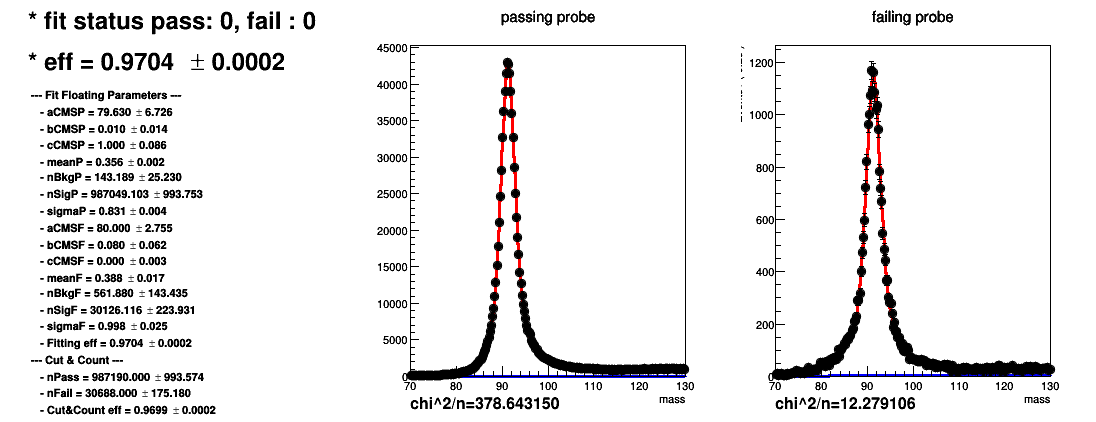 * fit status pass: 0, fail : 0
* eff = 0.9704 ± 0.0002
--- Fit Floating Parameters ---
- aCMSP = 79.630 ± 6.726
- bCMSP = 0.010 ± 0.014
- cCMSP = 1.000 ± 0.086
- meanP = 0.356 ± 0.002
- nBkgP = 143.189 ± 25.230
- nSigP = 987049.103 ± 993.753
- sigmaP = 0.831 ± 0.004
- aCMSF = 80.000 ± 2.755
- bCMSF = 0.080 ± 0.062
- cCMSF = 0.000 ± 0.003
- meanF = 0.388 ± 0.017
- nBkgF = 561.880 ± 143.435
- nSigF = 30126.116 ± 223.931
- sigmaF = 0.998 ± 0.025
- Fitting eff = 0.9704 ± 0.0002
--- Cut & Count ---
- nPass = 987190.000 ± 993.574
- nFail = 30688.000 ± 175.180
- Cut&Count eff = 0.9699 ± 0.0002
passing probe
45000
40000
35000
30000
25000
20000
15000
10000
5000
0
70 80 90 100 110 120 130
mass
chi^2/n=378.643150
failing probe
1200
1000
800
600
400
200
0
70 80 90 100 110 120 130
mass
chi^2/n=12.279106